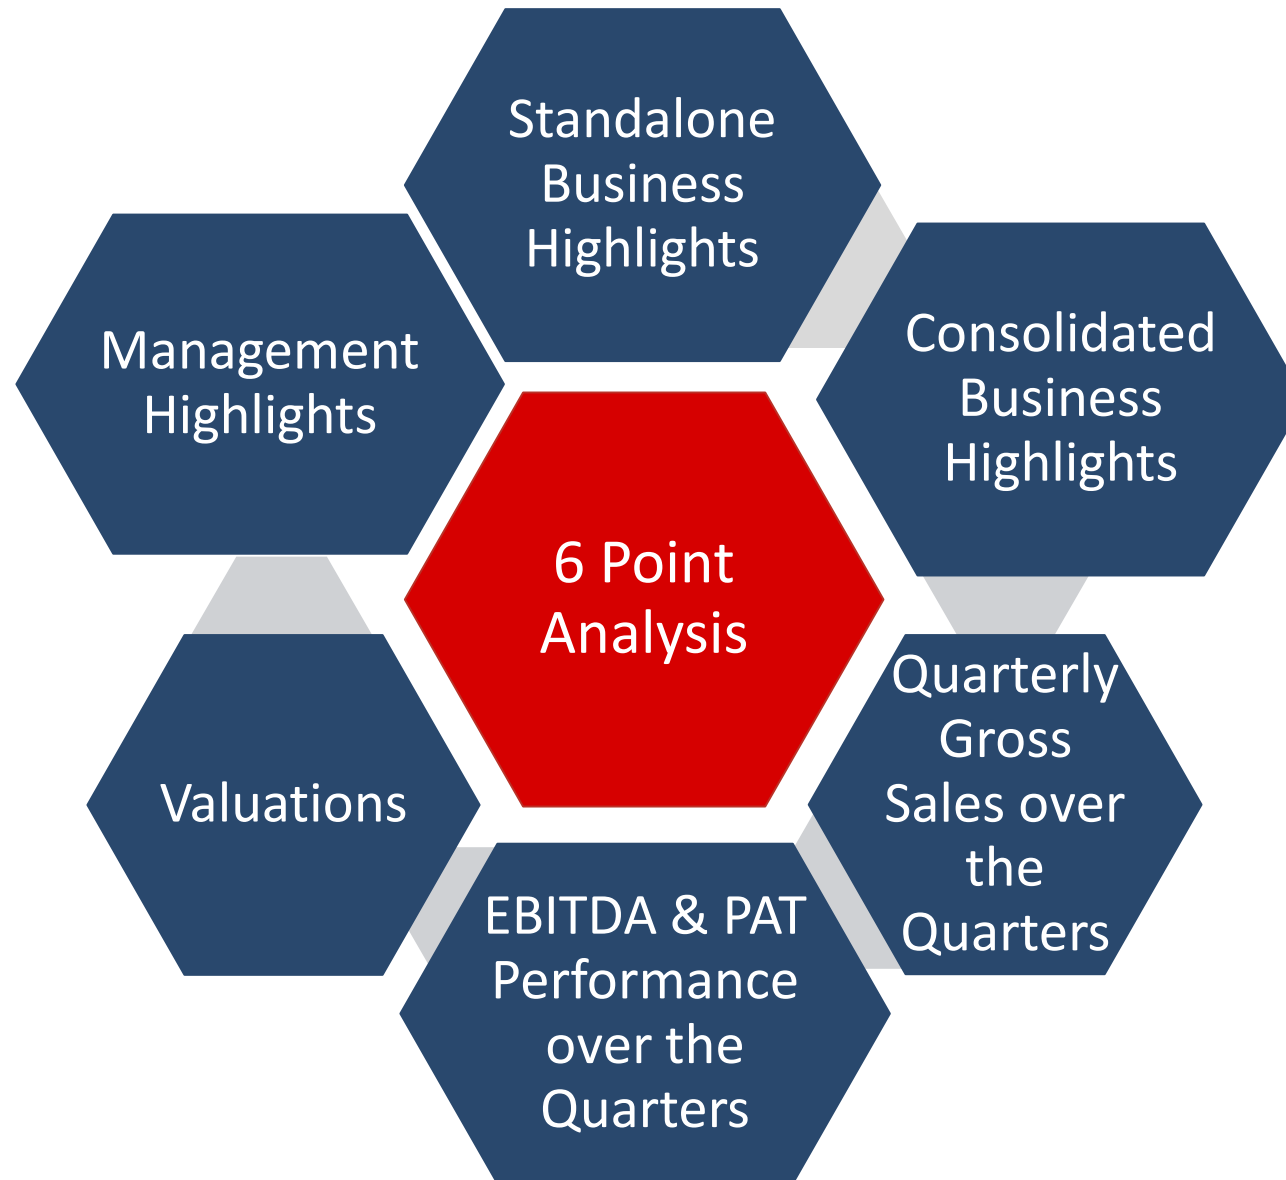 Standalone
Business
Highlights
Consolidated
Business
Highlights
Quarterly
Gross
Sales over
the
Quarters
EBITDA & PAT
Performance
over the
Quarters
Valuations
Management
Highlights
6 Point
Analysis